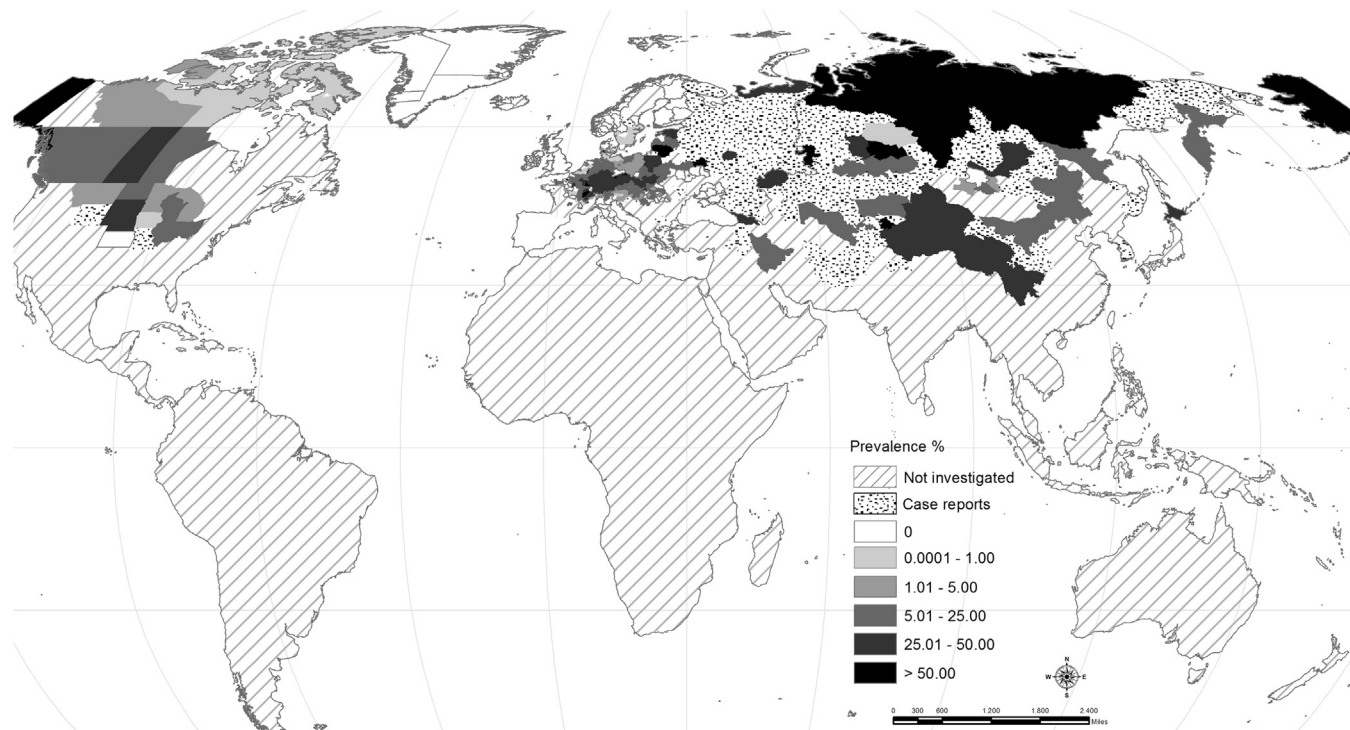 Prevalence %
Not investigated
Case reports
0
0.0001 - 1.00
1.01 - 5.00
5.01 - 25.00
25.01 - 50.00
> 50.00
N
W E
S
0 300 600 1.200 1.800 2.400
Miles